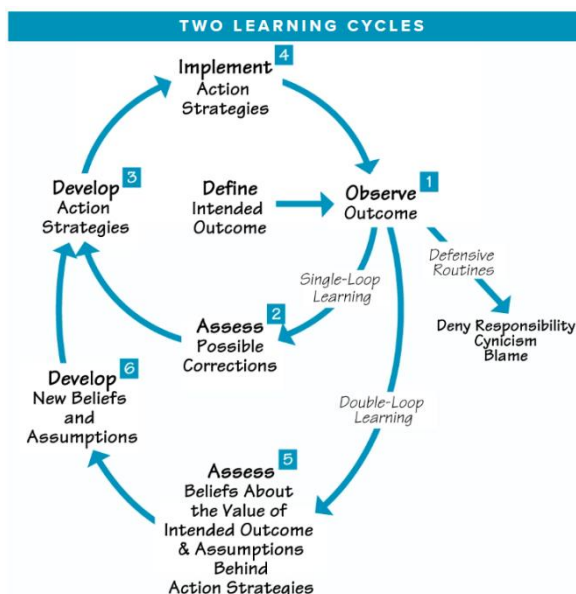 TWO LEARNING CYCLES
4
Implement
Action
Strategies
3
Develop
Action
Strategies
Define
Intended
Outcome
1
Observe
Outcome
Single-Loop
Learning
Defensive
Routines
2
Assess
Possible
Corrections
Deny Responsibility
Cynicism
Blame
6
Develop
New Beliefs
and
Assumptions
Double-Loop
Learning
5
Assess
Beliefs About
the Value of
Intended Outcome
& Assumptions
Behind
Action Strategies